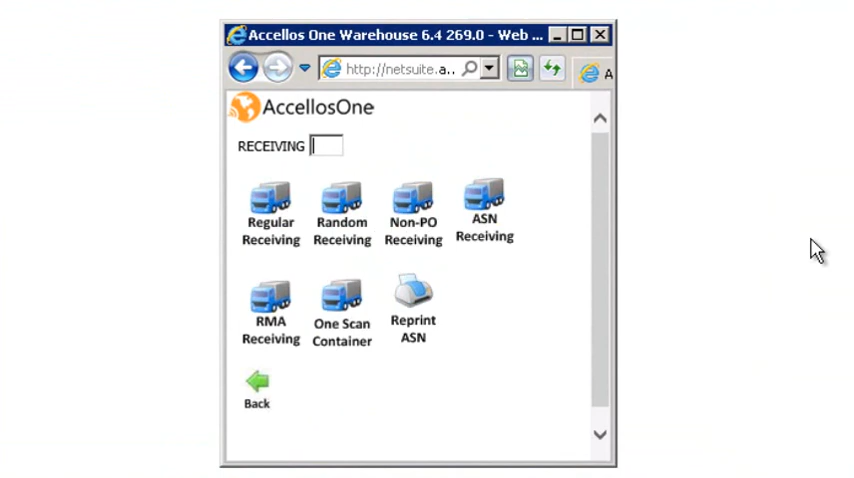 Accellos One Warehouse 6.4 269.0 - Web ...
http://netsuite.a..
A
AccellosOne
RECEIVING
Regular
Receiving
Random
Receiving
Non-PO
Receiving
ASN
Receiving
RMA
Receiving
One Scan
Container
Reprint
ASN
Back